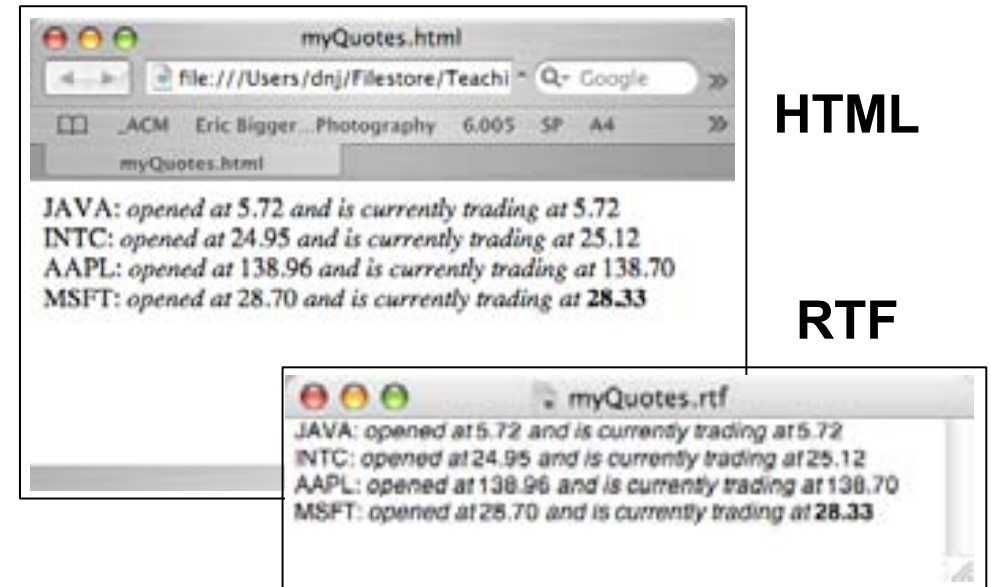 myQuotes.html
file:///Users/dnj/Filestore/Teachi Google
_ACM Eric Bigger...Photography 6.005 SP A4
myQuotes.html
HTML
JAVA: opened at 5.72 and is currently trading at 5.72
INTC: opened at 24.95 and is currently trading at 25.12
AAPL: opened at 138.96 and is currently trading at 138.70
MSFT: opened at 28.70 and is currently trading at 28.33
RTF
myQuotes.rtf
JAVA: opened at 5.72 and is currently trading at 5.72
INTC: opened at 24.95 and is currently trading at 25.12
AAPL: opened at 138.96 and is currently trading at 138.70
MSFT: opened at 28.70 and is currently trading at 28.33